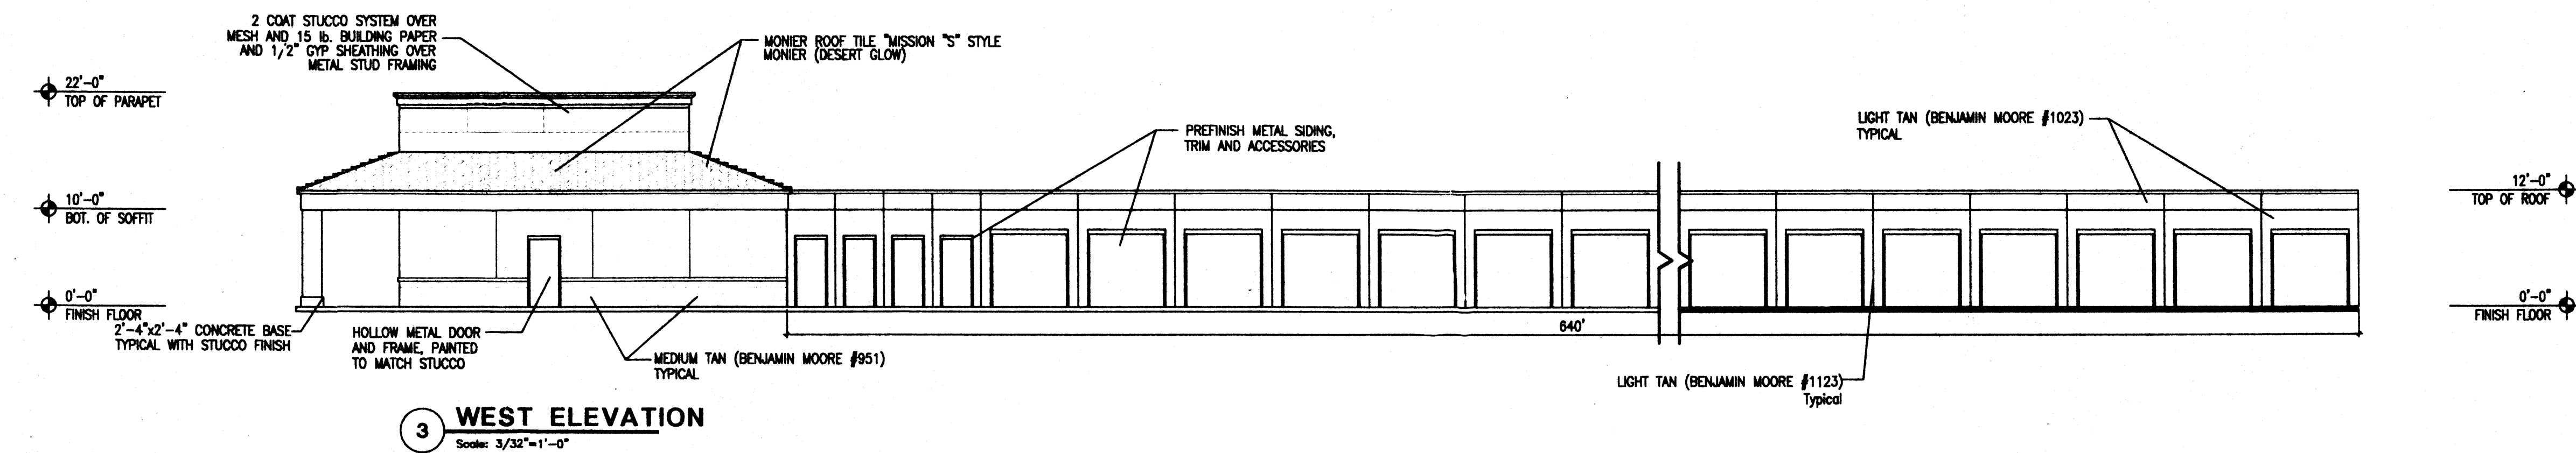 2 COAT STUCCO SYSTEM OVER
MESH AND 15 lb. BUILDING PAPER
AND 1/2" GYP SHEATHING OVER
METAL STUD FRAMING
MONIER ROOF TILE "MISSION "S" STYLE
MONIER (DESERT GLOW)
22'-0"
TOP OF PARAPET
PREFINISH METAL SIDING,
TRIM AND ACCESSORIES
LIGHT TAN (BENJAMIN MOORE #1023)
TYPICAL
10'-0"
BOT. OF SOFFIT
12'-0"
TOP OF ROOF
0'-0"
FINISH FLOOR
0'-0"
FINISH FLOOR
2'-4"x2'-4" CONCRETE BASE
TYPICAL WITH STUCCO FINISH
HOLLOW METAL DOOR
AND FRAME, PAINTED
TO MATCH STUCCO
MEDIUM TAN (BENJAMIN MOORE #951)
TYPICAL
640'
LIGHT TAN (BENJAMIN MOORE #1123)
Typical
3 WEST ELEVATION
Scale: 3/32"=1'-0"